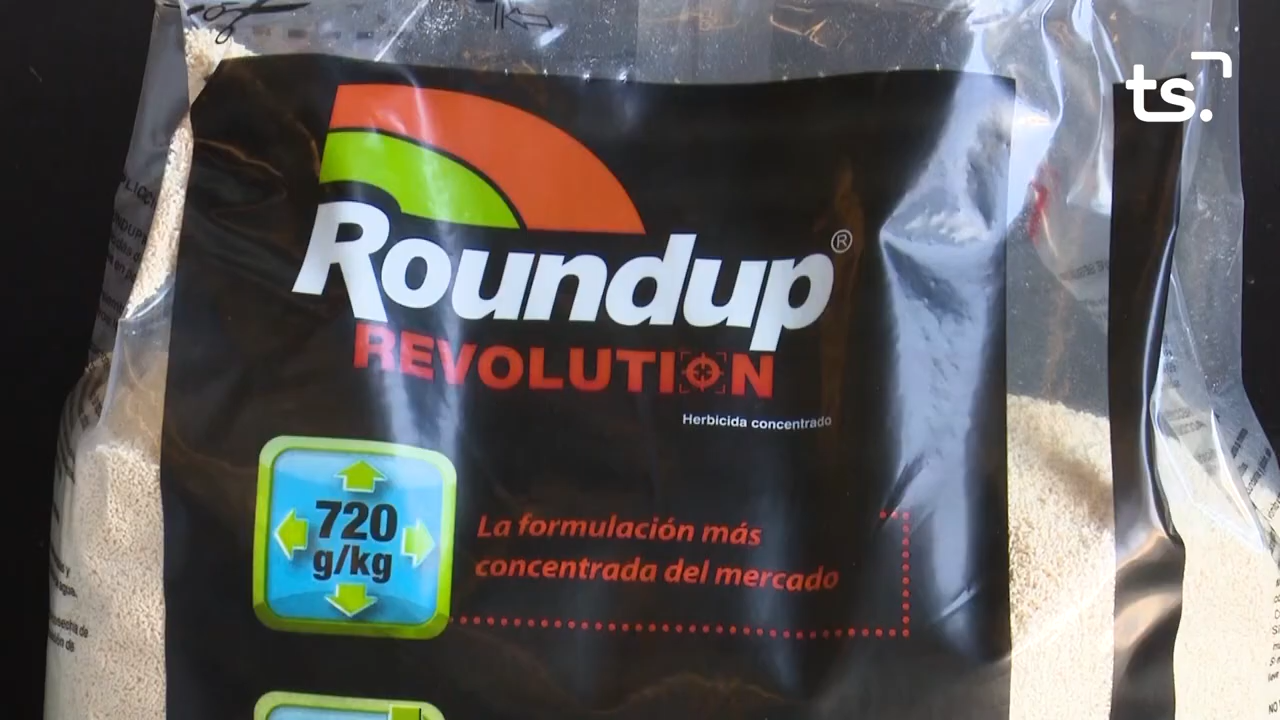 ts.
Roundup®
REVOLUTION
Herbicida concentrado
720
g/kg
La formulación más
concentrada del mercado